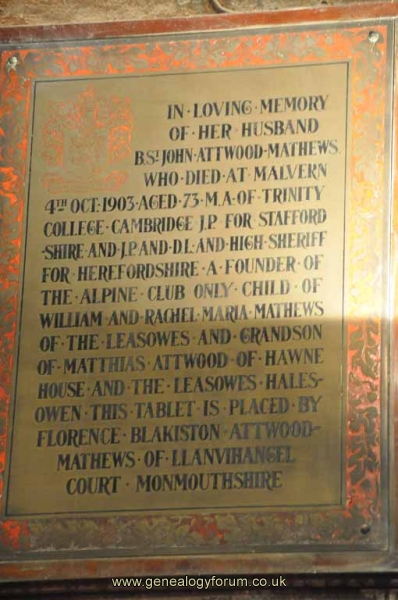 IN·LOVING·MEMORY
OF·HER·HUSBAND
B.ST JOHN·ATTWOOD-MATHEWS
WHO·DIED·AT·MALVERN
4TH OCT·1903·AGED·73·M.A·OF·TRINITY
COLLEGE·CAMBRIDGE J.P. FOR STAFFORD
-SHIRE·AND·J.P.AND·D.L·AND·HIGH·SHERIFF
FOR·HEREFORDSHIRE·A·FOUNDER·OF
THE·ALPINE·CLUB ONLY·CHILD·OF
WILLIAM·AND·RACHEL·MARIA·MATHEWS
OF·THE·LEASOWES·AND·GRANDSON
OF·MATTHIAS·ATTWOOD·OF·HAWNE
HOUSE·AND·THE·LEASOWES·HALES-
OWEN·THIS·TABLET·IS·PLACED·BY
FLORENCE·BLAKISTON·ATTWOOD-
MATHEWS·OF·LLANVIHANGEL
COURT·MONMOUTHSHIRE
www.genealogyforum.co.uk